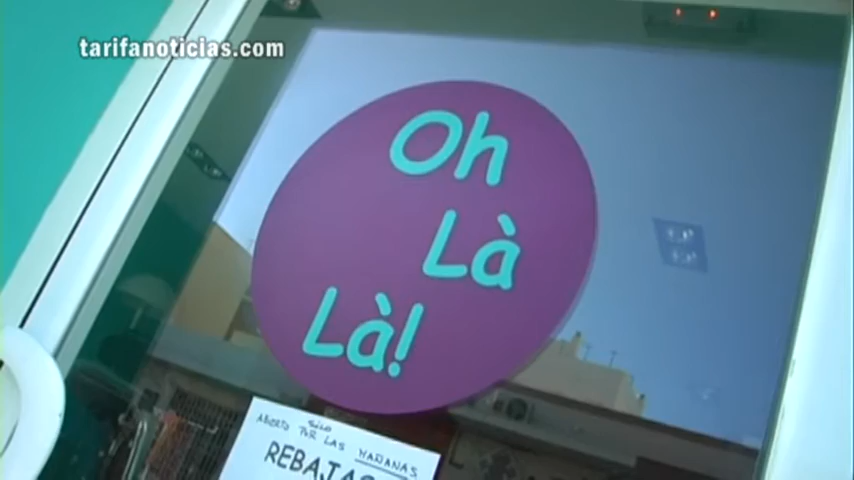 tarifanoticias.com
Oh
Là
Là!
SOLO
ABIERTO POR LAS MAÑANAS
REBAJAS